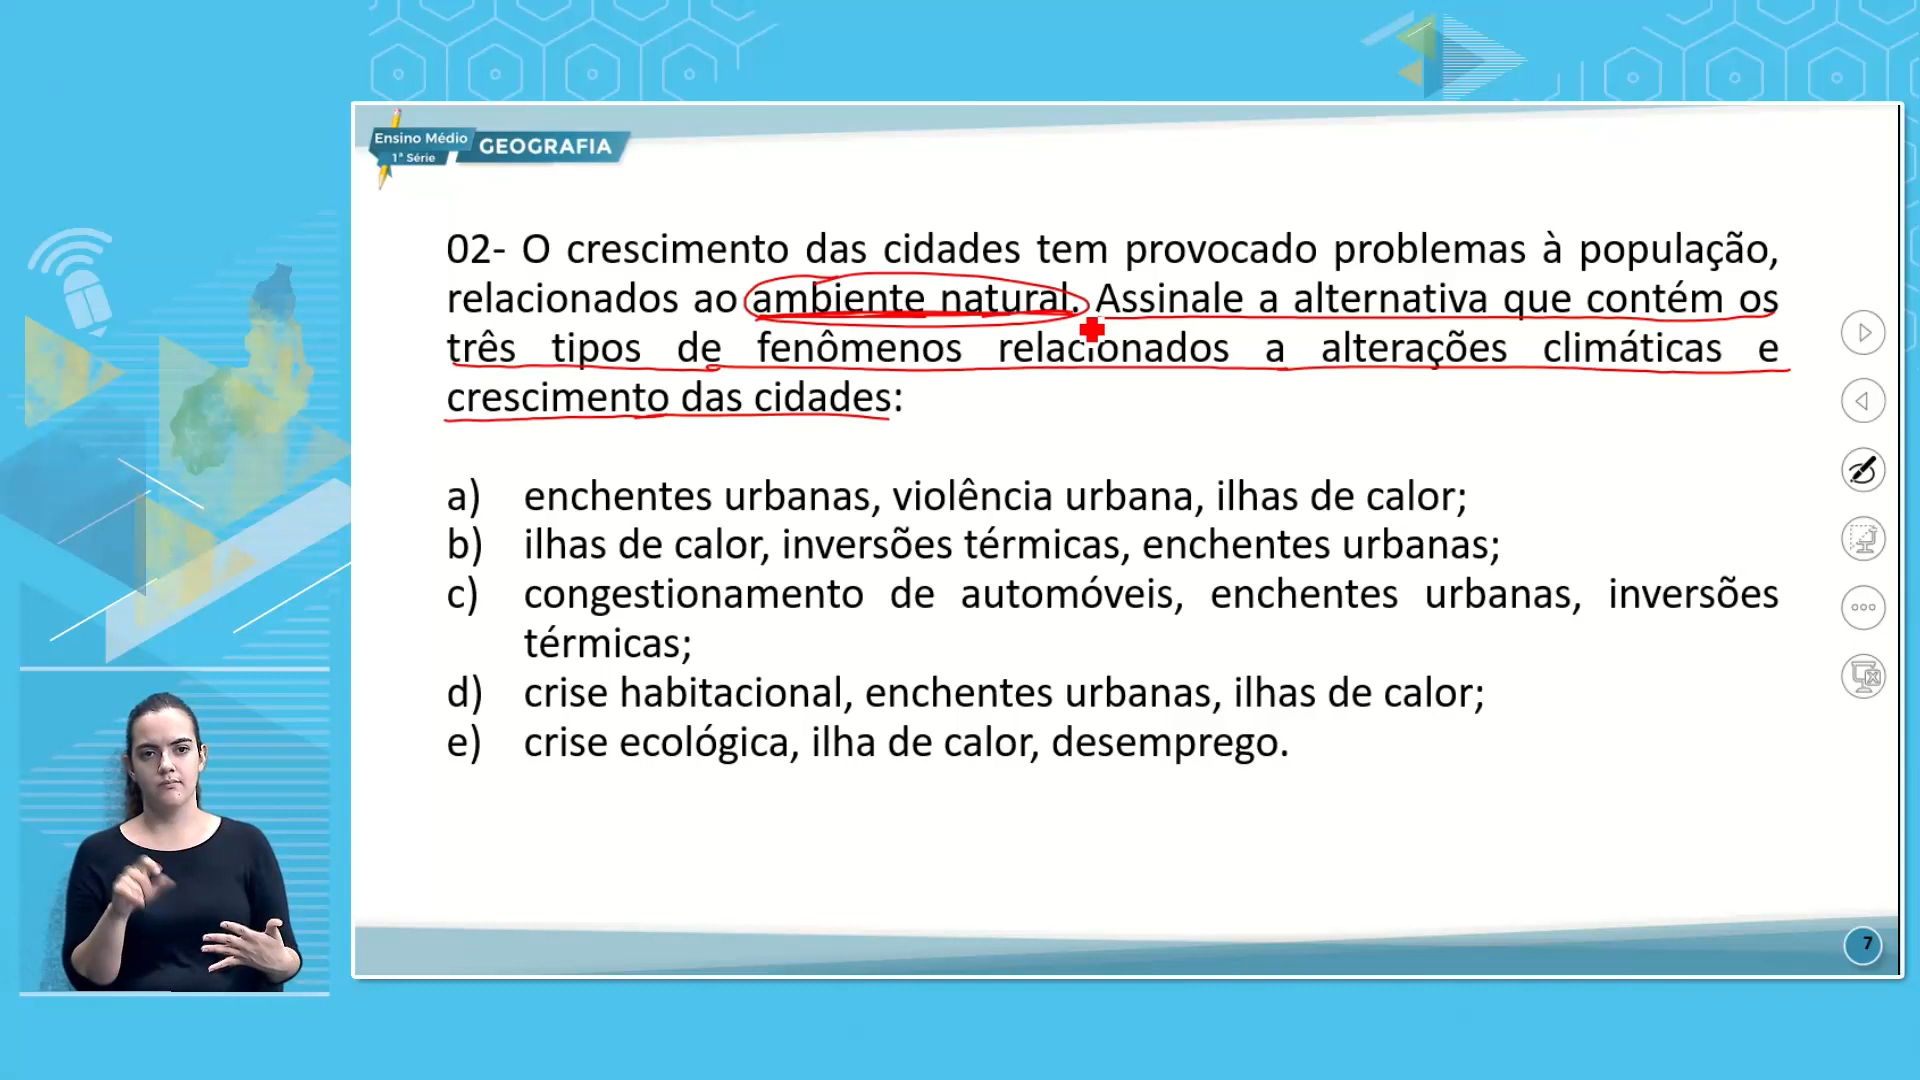 Ensino Médio
1ª Série
GEOGRAFIA
02- O crescimento das cidades tem provocado problemas à população,
relacionados ao ambiente natural. Assinale a alternativa que contém os
três tipos de fenômenos relacionados a alterações climáticas e
crescimento das cidades:
a) enchentes urbanas, violência urbana, ilhas de calor;
b) ilhas de calor, inversões térmicas, enchentes urbanas;
c) congestionamento de automóveis, enchentes urbanas, inversões
térmicas;
d) crise habitacional, enchentes urbanas, ilhas de calor;
e) crise ecológica, ilha de calor, desemprego.
7